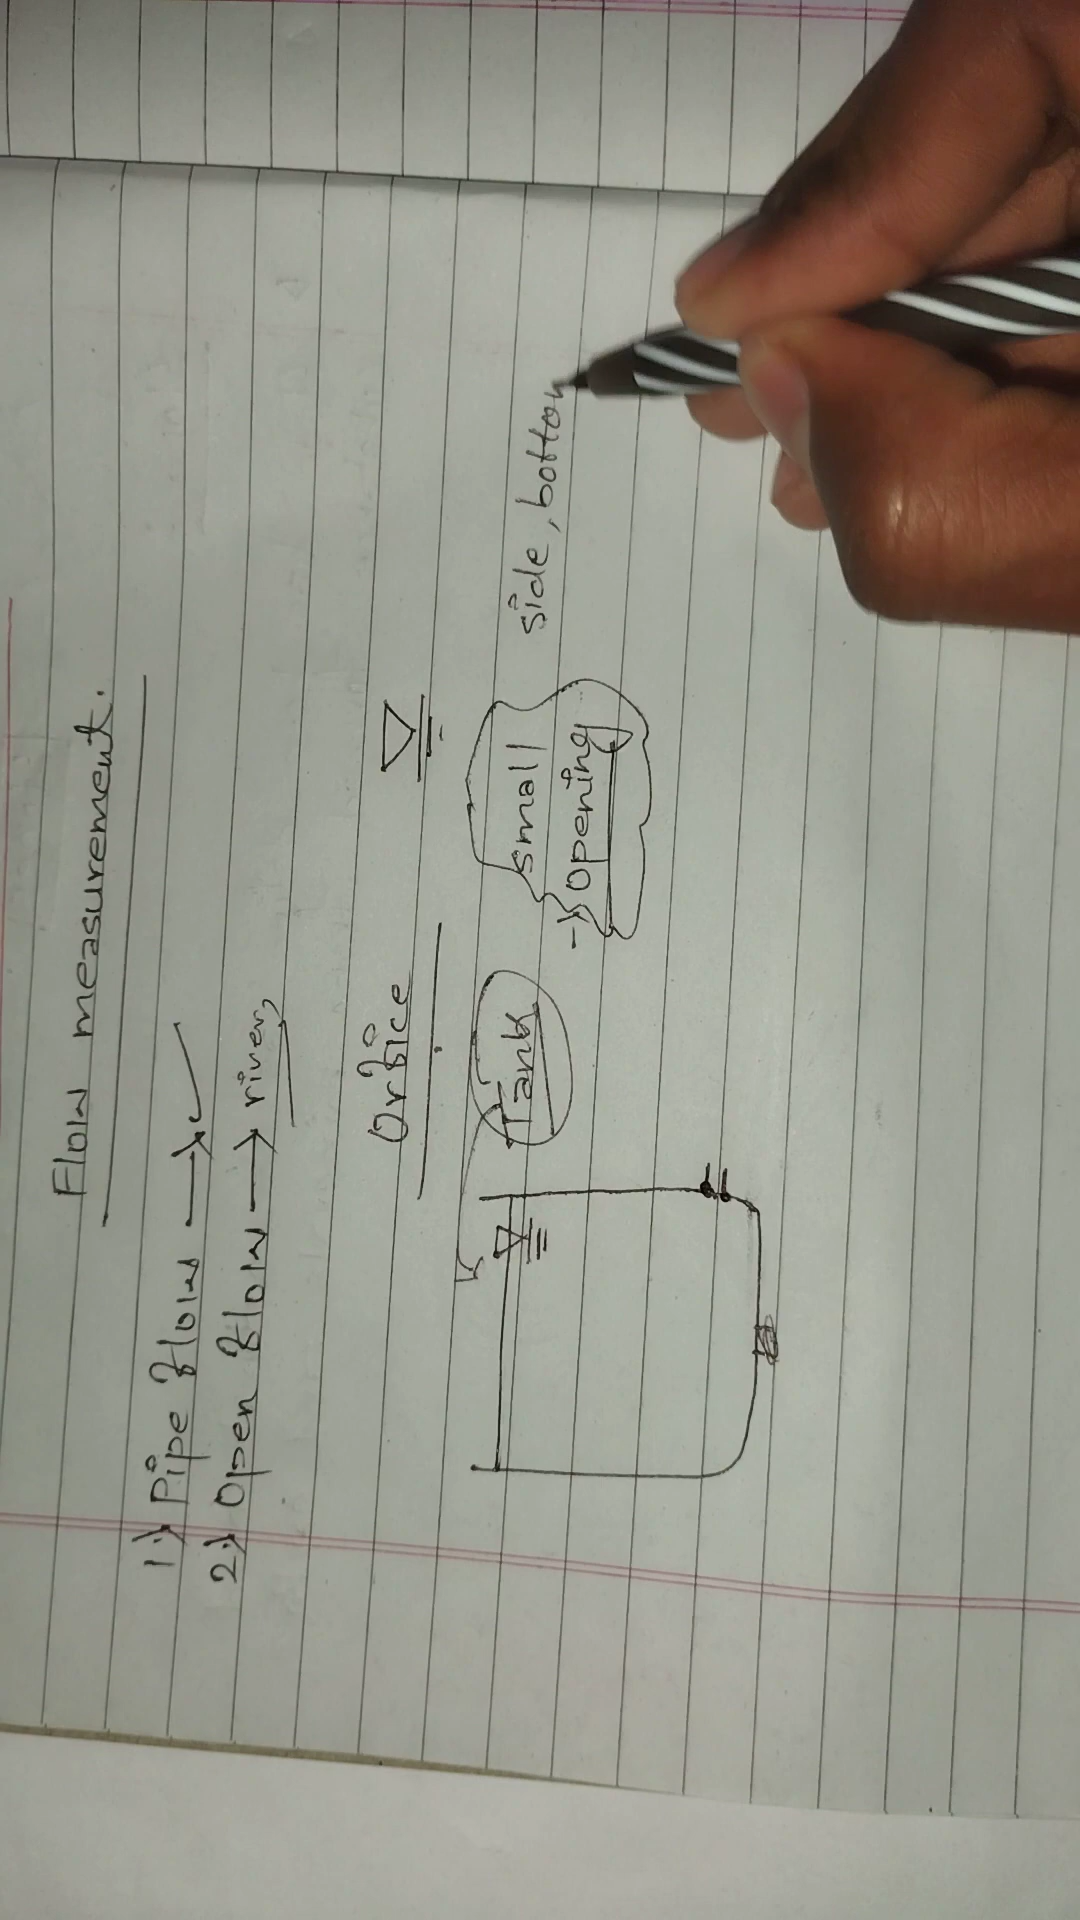 Flow measurement.
1) Pipe flow →
2) Open flow → river,
Orifice
Tank
small
→ opening
side, bottom